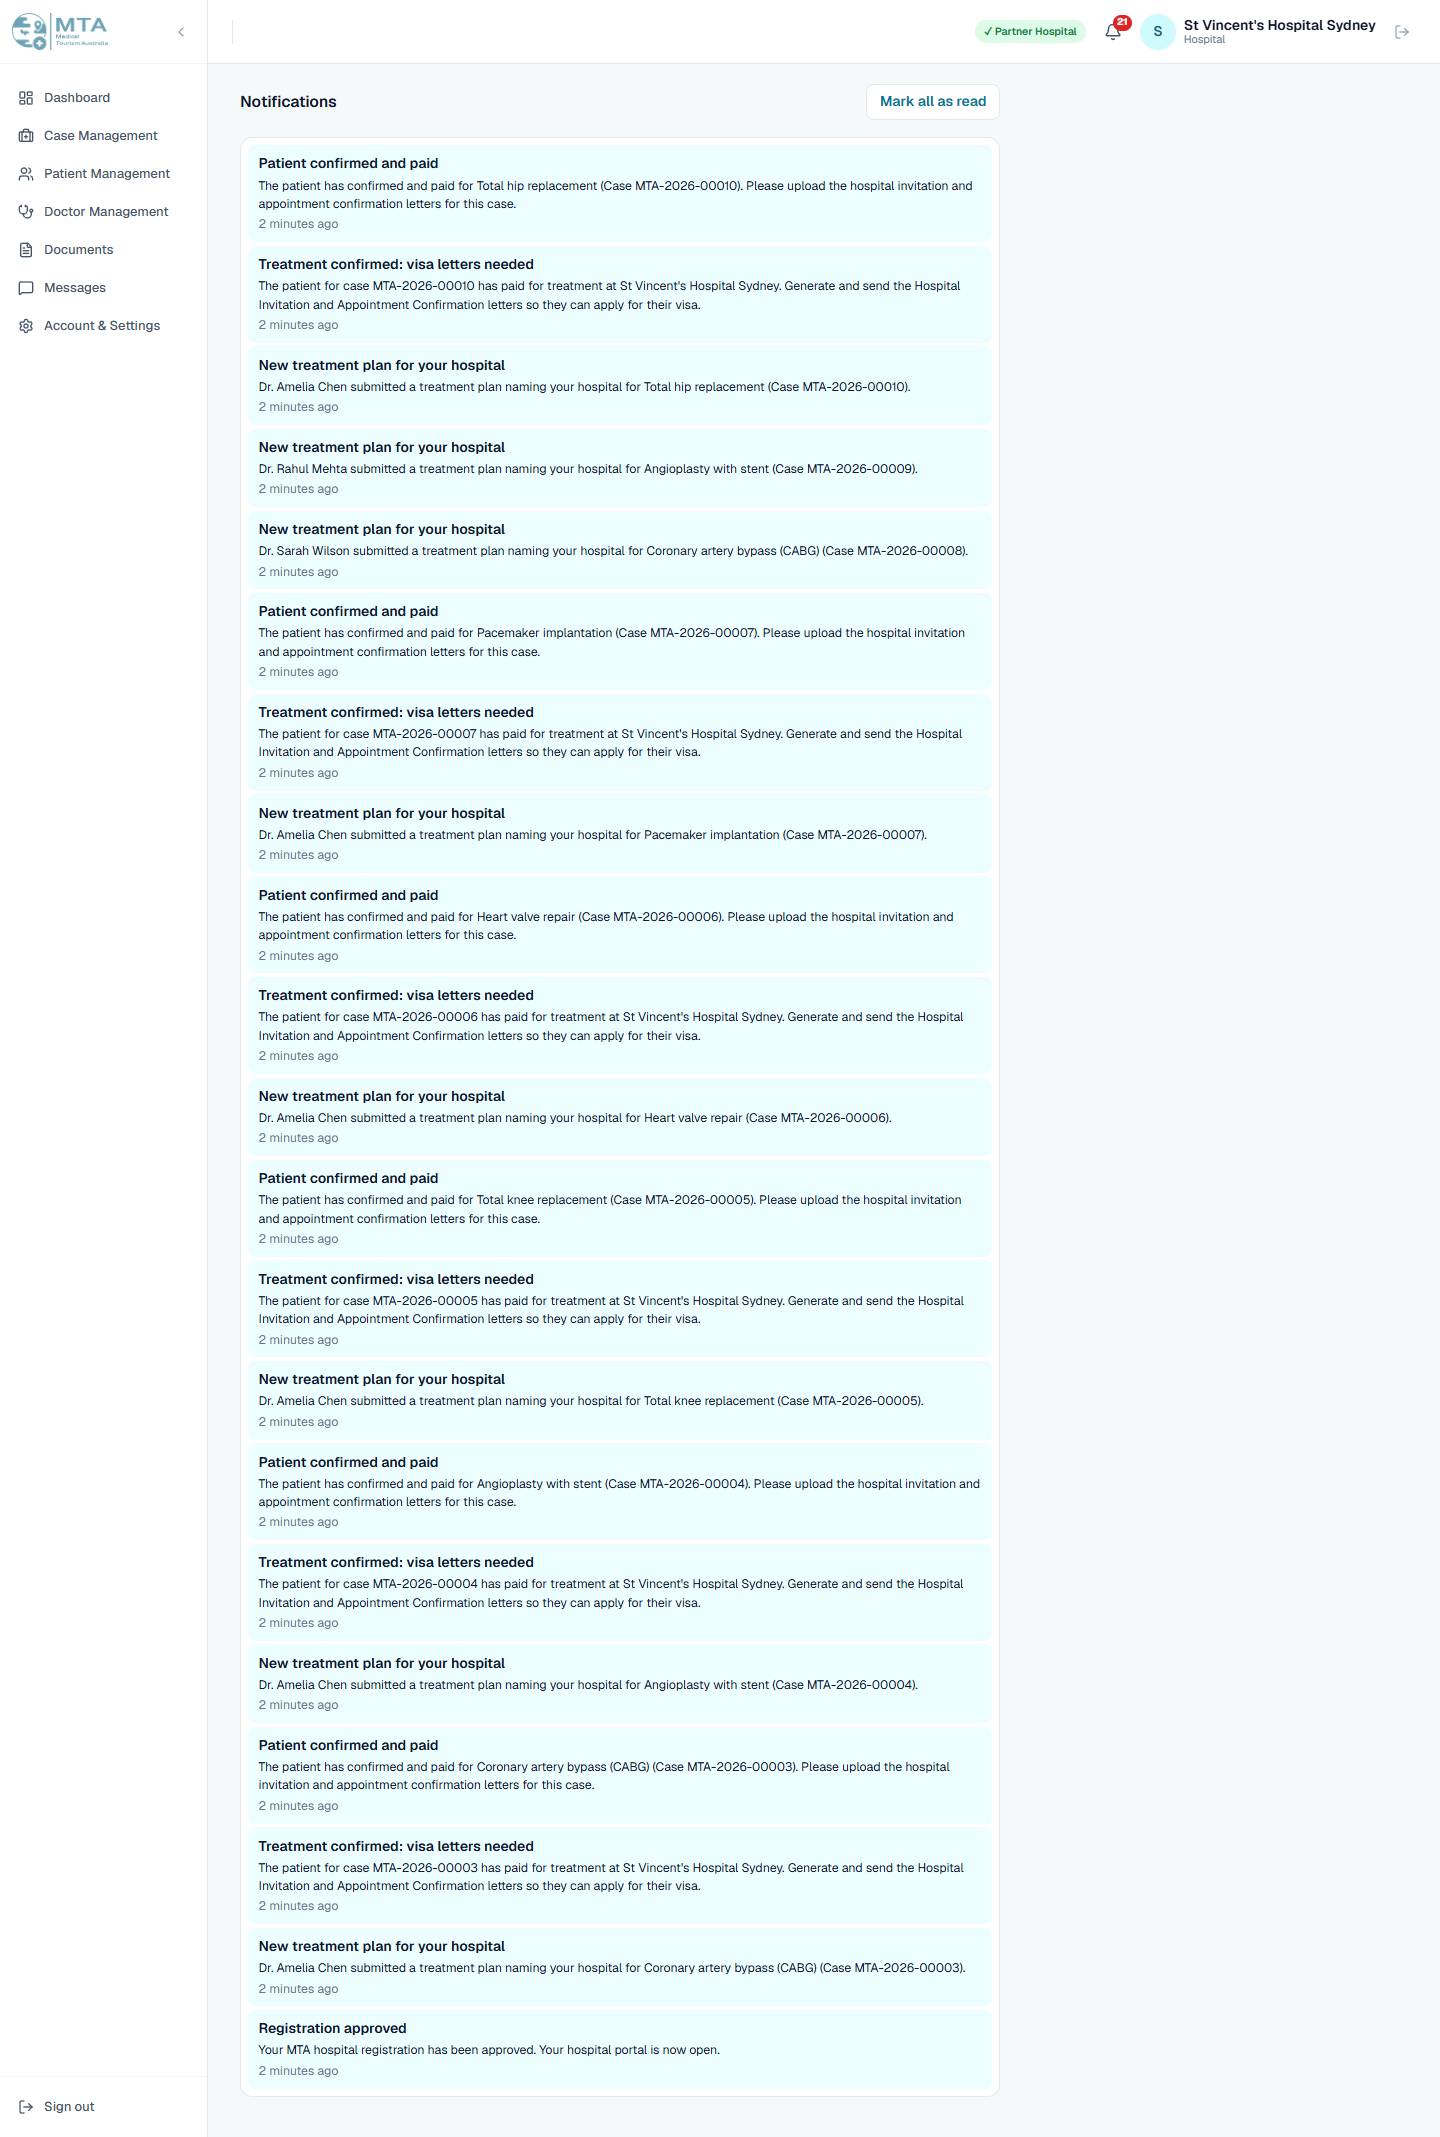 MTA
Medical
Tourism Australia
✓ Partner Hospital
21
S
St Vincent's Hospital Sydney
Hospital
Dashboard
Case Management
Patient Management
Doctor Management
Documents
Messages
Account & Settings
Sign out
Notifications
Mark all as read
Patient confirmed and paid
The patient has confirmed and paid for Total hip replacement (Case MTA-2026-00010). Please upload the hospital invitation and
appointment confirmation letters for this case.
2 minutes ago
Treatment confirmed: visa letters needed
The patient for case MTA-2026-00010 has paid for treatment at St Vincent's Hospital Sydney. Generate and send the Hospital
Invitation and Appointment Confirmation letters so they can apply for their visa.
2 minutes ago
New treatment plan for your hospital
Dr. Amelia Chen submitted a treatment plan naming your hospital for Total hip replacement (Case MTA-2026-00010).
2 minutes ago
New treatment plan for your hospital
Dr. Rahul Mehta submitted a treatment plan naming your hospital for Angioplasty with stent (Case MTA-2026-00009).
2 minutes ago
New treatment plan for your hospital
Dr. Sarah Wilson submitted a treatment plan naming your hospital for Coronary artery bypass (CABG) (Case MTA-2026-00008).
2 minutes ago
Patient confirmed and paid
The patient has confirmed and paid for Pacemaker implantation (Case MTA-2026-00007). Please upload the hospital invitation
and appointment confirmation letters for this case.
2 minutes ago
Treatment confirmed: visa letters needed
The patient for case MTA-2026-00007 has paid for treatment at St Vincent's Hospital Sydney. Generate and send the Hospital
Invitation and Appointment Confirmation letters so they can apply for their visa.
2 minutes ago
New treatment plan for your hospital
Dr. Amelia Chen submitted a treatment plan naming your hospital for Pacemaker implantation (Case MTA-2026-00007).
2 minutes ago
Patient confirmed and paid
The patient has confirmed and paid for Heart valve repair (Case MTA-2026-00006). Please upload the hospital invitation and
appointment confirmation letters for this case.
2 minutes ago
Treatment confirmed: visa letters needed
The patient for case MTA-2026-00006 has paid for treatment at St Vincent's Hospital Sydney. Generate and send the Hospital
Invitation and Appointment Confirmation letters so they can apply for their visa.
2 minutes ago
New treatment plan for your hospital
Dr. Amelia Chen submitted a treatment plan naming your hospital for Heart valve repair (Case MTA-2026-00006).
2 minutes ago
Patient confirmed and paid
The patient has confirmed and paid for Total knee replacement (Case MTA-2026-00005). Please upload the hospital invitation
and appointment confirmation letters for this case.
2 minutes ago
Treatment confirmed: visa letters needed
The patient for case MTA-2026-00005 has paid for treatment at St Vincent's Hospital Sydney. Generate and send the Hospital
Invitation and Appointment Confirmation letters so they can apply for their visa.
2 minutes ago
New treatment plan for your hospital
Dr. Amelia Chen submitted a treatment plan naming your hospital for Total knee replacement (Case MTA-2026-00005).
2 minutes ago
Patient confirmed and paid
The patient has confirmed and paid for Angioplasty with stent (Case MTA-2026-00004). Please upload the hospital invitation and
appointment confirmation letters for this case.
2 minutes ago
Treatment confirmed: visa letters needed
The patient for case MTA-2026-00004 has paid for treatment at St Vincent's Hospital Sydney. Generate and send the Hospital
Invitation and Appointment Confirmation letters so they can apply for their visa.
2 minutes ago
New treatment plan for your hospital
Dr. Amelia Chen submitted a treatment plan naming your hospital for Angioplasty with stent (Case MTA-2026-00004).
2 minutes ago
Patient confirmed and paid
The patient has confirmed and paid for Coronary artery bypass (CABG) (Case MTA-2026-00003). Please upload the hospital
invitation and appointment confirmation letters for this case.
2 minutes ago
Treatment confirmed: visa letters needed
The patient for case MTA-2026-00003 has paid for treatment at St Vincent's Hospital Sydney. Generate and send the Hospital
Invitation and Appointment Confirmation letters so they can apply for their visa.
2 minutes ago
New treatment plan for your hospital
Dr. Amelia Chen submitted a treatment plan naming your hospital for Coronary artery bypass (CABG) (Case MTA-2026-00003).
2 minutes ago
Registration approved
Your MTA hospital registration has been approved. Your hospital portal is now open.
2 minutes ago